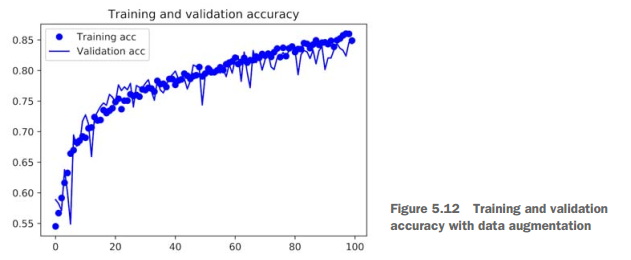 Training and validation accuracy
Training acc
Validation acc
0.85
0.80
0.75
0.70
0.65
0.60
0.55
0 20 40 60 80 100
Figure 5.12 Training and validation
accuracy with data augmentation